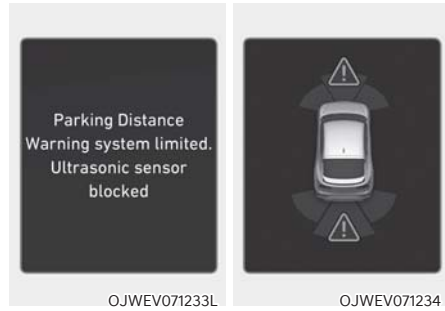 Parking Distance
Warning system limited.
Ultrasonic sensor
blocked
OJWEV071233L
OJWEV071234